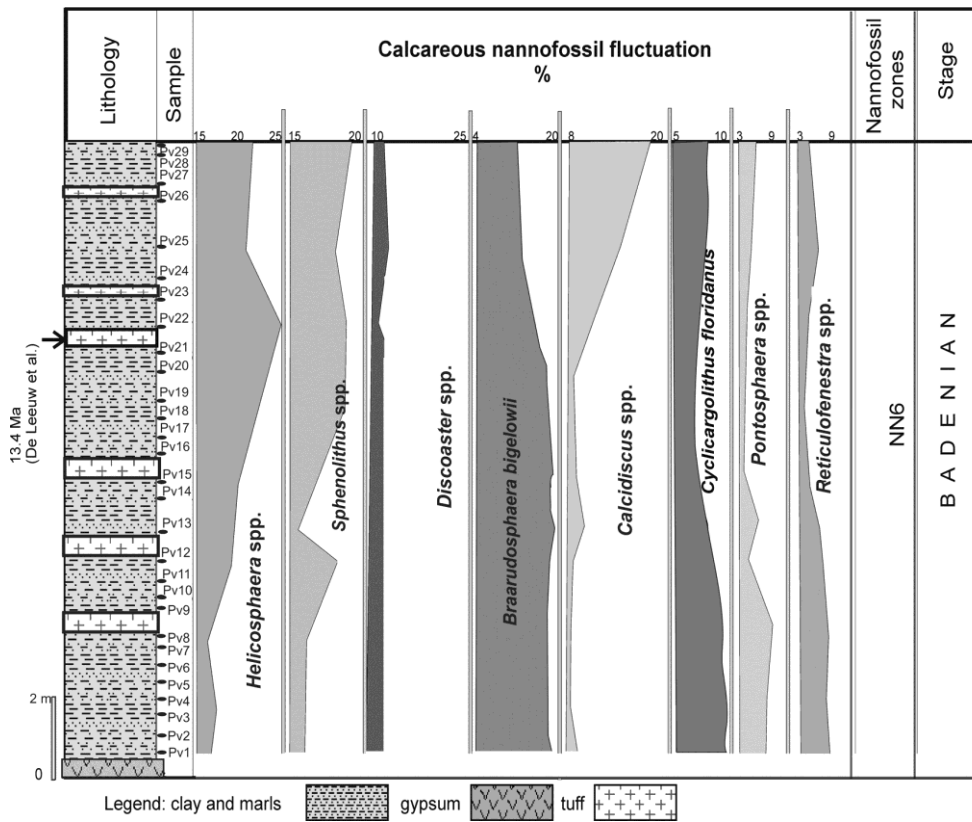 Lithology
Sample
Calcareous nannofossil fluctuation
%
Nannofossil
zones
Stage
15 20 25
15 20
10 25
4 20
8 20
5 10
3 9
3 9
Pv29
Pv28
Pv27
Pv26
Pv25
Pv24
Pv23
Pv22
Pv21
Pv20
Pv19
Pv18
Pv17
Pv16
Pv15
Pv14
Pv13
Pv12
Pv11
Pv10
Pv9
Pv8
Pv7
Pv6
Pv5
Pv4
Pv3
Pv2
Pv1
13.4 Ma
(De Leeuw et al.)
2 m
0
Helicosphaera spp.
Sphenolithus spp.
Discoaster spp.
Braarudosphaera bigelowii
Calcidiscus spp.
Cyclicargolithus floridanus
Pontosphaera spp.
Reticulofenestra spp.
NN6
BADENIAN
Legend: clay and marls gypsum tuff